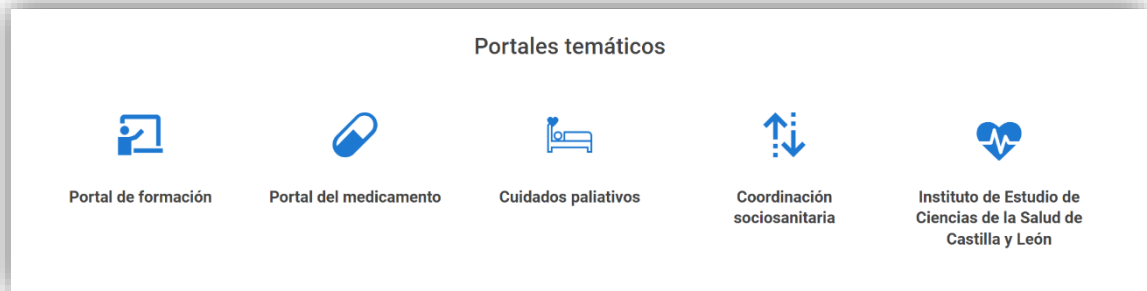 Portales temáticos
Portal de formación
Portal del medicamento
Cuidados paliativos
Coordinación
sociosanitaria
Instituto de Estudio de
Ciencias de la Salud de
Castilla y León